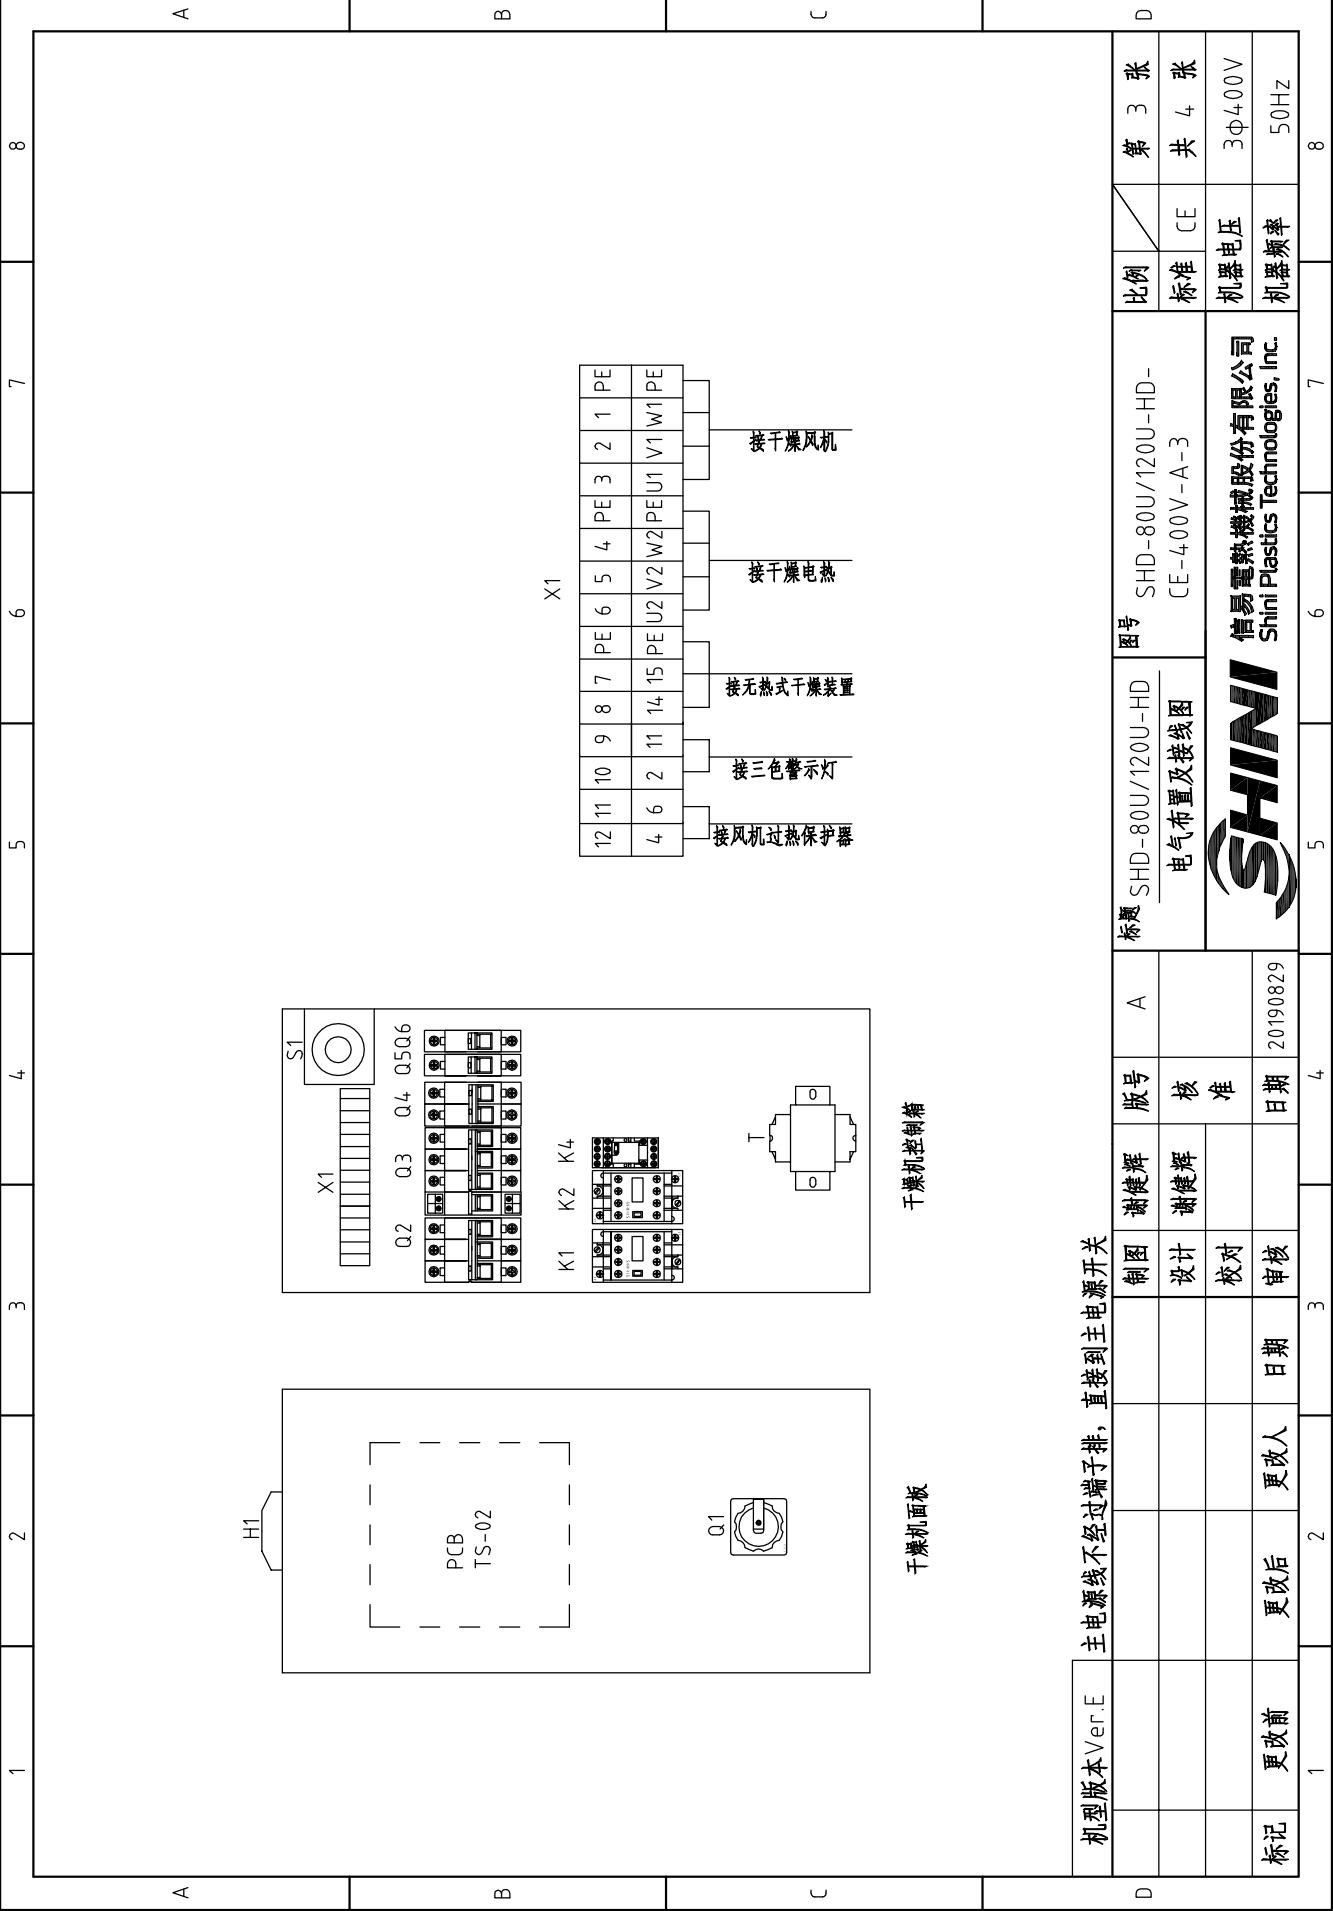 1 2 3 4 5 6 7 8
A
B
C
D
H1
PCB
TS-02
Q1
干燥机面板
S1
X1
Q2 Q3 Q4 Q5Q6
K1 K2 K4
T
干燥机控制箱
X1
12 11 10 9 8 7 PE 6 5 4 PE 3 2 1 PE
4 6 2 11 14 15 PE U2 V2 W2 PE U1 V1 W1 PE
接风机过热保护器
接三色警示灯
接无热式干燥装置
接干燥电热
接干燥风机
机型版本Ver.E
主电源线不经过端子排，直接到主电源开关
标记 更改前 更改后 更改人 日期
制图 谢健辉
设计 谢健辉
校对
审核
版号 A
核
准
日期 20190829
标题 SHD-80U/120U-HD
电气布置及接线图
图号
SHD-80U/120U-HD-
CE-400V-A-3
SHINI
信易電熱機械股份有限公司
Shini Plastics Technologies, Inc.
比例 第 3 张
标准 CE 共 4 张
机器电压 3φ400V
机器频率 50Hz
1 2 3 4 5 6 7 8
A
B
C
D